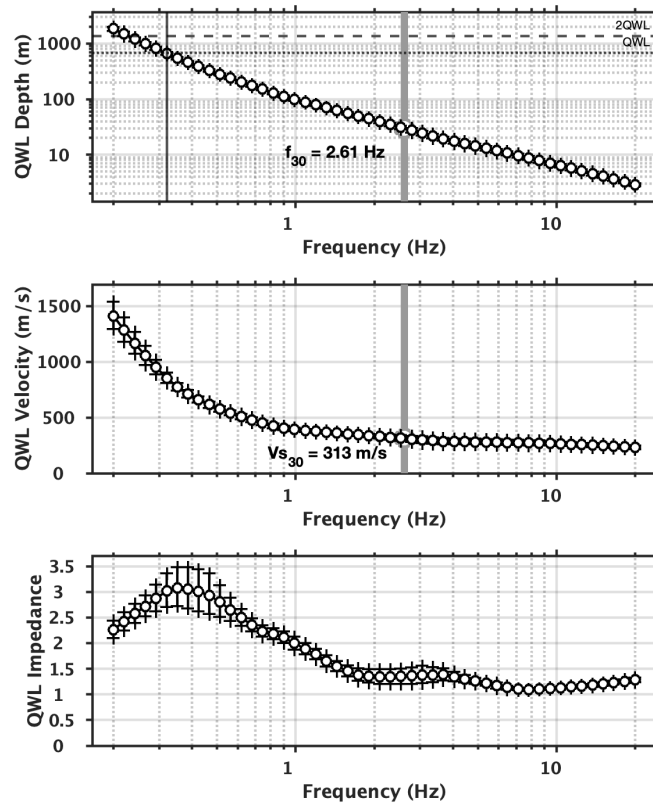 1000
100
10
QWL Depth (m)
2QWL
QWL
f_30 = 2.61 Hz
1
10
Frequency (Hz)
1500
1000
500
0
QWL Velocity (m/s)
Vs_30 = 313 m/s
1
10
Frequency (Hz)
3.5
3
2.5
2
1.5
1
0.5
0
QWL Impedance
1
10
Frequency (Hz)